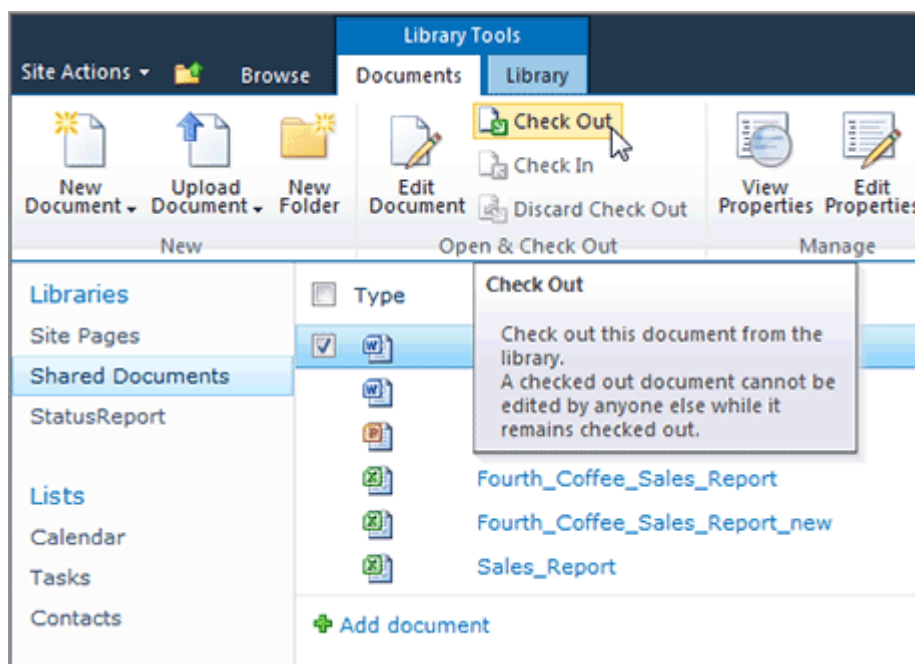 Library Tools
Site Actions
Browse
Documents
Library
New
Document
Upload
Document
New
Folder
Edit
Document
Check Out
Check In
Discard Check Out
View
Properties
Edit
Propertie
New
Open & Check Out
Manage
Libraries
Site Pages
Shared Documents
StatusReport
Lists
Calendar
Tasks
Contacts
Type
Check Out
Check out this document from the
library.
A checked out document cannot be
edited by anyone else while it
remains checked out.
Fourth_Coffee_Sales_Report
Fourth_Coffee_Sales_Report_new
Sales_Report
Add document